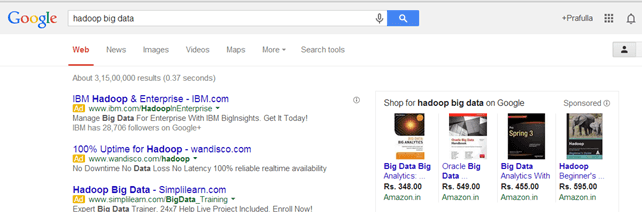 Google
hadoop big data
+Prafulla
Web News Images Videos Maps More Search tools
About 3,15,00,000 results (0.37 seconds)
IBM Hadoop & Enterprise - IBM.com
Ad www.ibm.com/HadoopInEnterprise
Manage Big Data For Enterprise With IBM BigInsights. Get It Today!
IBM has 28,706 followers on Google+
100% Uptime for Hadoop - wandisco.com
Ad www.wandisco.com/hadoop
No Downtime No Data Loss No Latency 100% reliable realtime availability
Hadoop Big Data - Simplilearn.com
Ad www.simplilearn.com/BigData_Training
Expert Big Data Trainer. 24x7 Help Live Project Included. Enroll Now!
Shop for hadoop big data on Google Sponsored
Big Data Big
Analytics: ...
Rs. 348.00
Amazon.in
Oracle Big
Data ...
Rs. 549.00
Amazon.in
Spring 3
Big Data
Analytics With
Rs. 455.00
Amazon.in
Hadoop
Hadoop
Beginner's ...
Rs. 595.00
Amazon.in